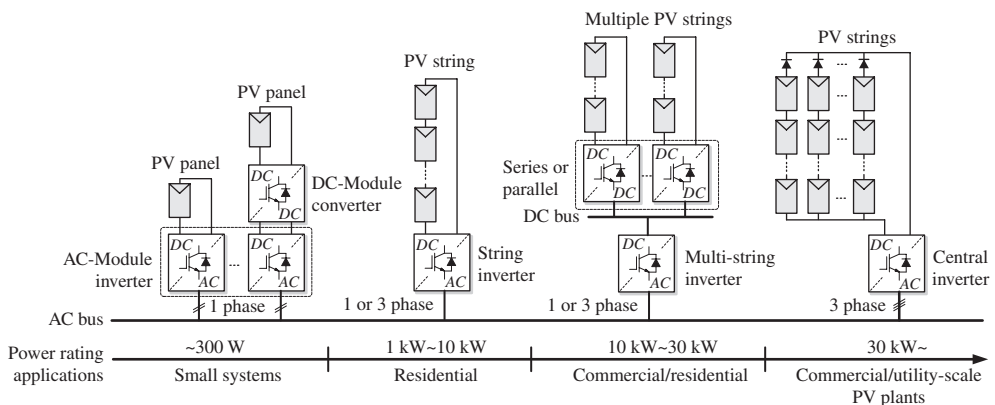 Multiple PV strings
PV strings
PV string
PV panel
PV panel
DC
DC
DC-Module
converter
DC
DC
DC
DC
Series or
parallel
DC bus
AC-Module
inverter
DC
AC
...
DC
AC
DC
AC
String
inverter
DC
AC
Multi-string
inverter
DC
AC
Central
inverter
1 phase
1 or 3 phase
1 or 3 phase
3 phase
AC bus
Power rating
applications
~300 W
1 kW~10 kW
10 kW~30 kW
30 kW~
Small systems
Residential
Commercial/residential
Commercial/utility-scale
PV plants